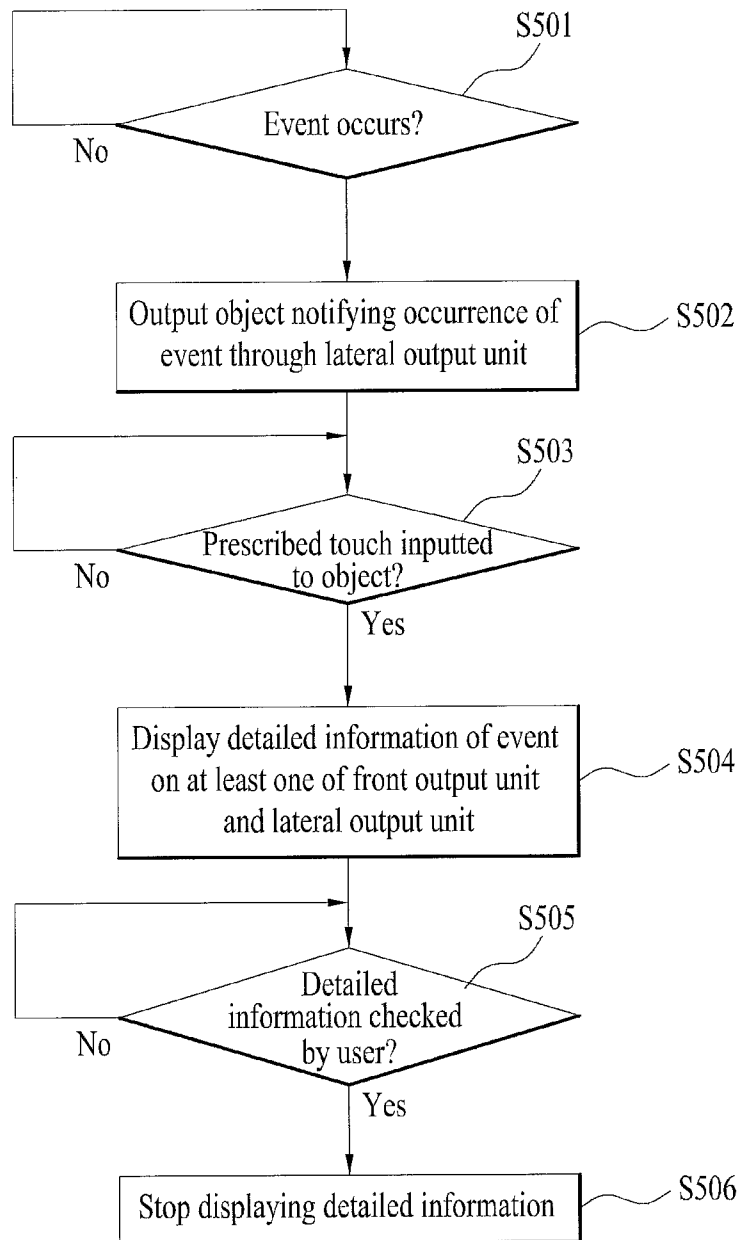 S501
Event occurs?
No
Output object notifying occurrence of
event through lateral output unit
S502
S503
Prescribed touch inputted
to object?
No
Yes
Display detailed information of event
on at least one of front output unit
and lateral output unit
S504
S505
Detailed
information checked
by user?
No
Yes
Stop displaying detailed information
S506